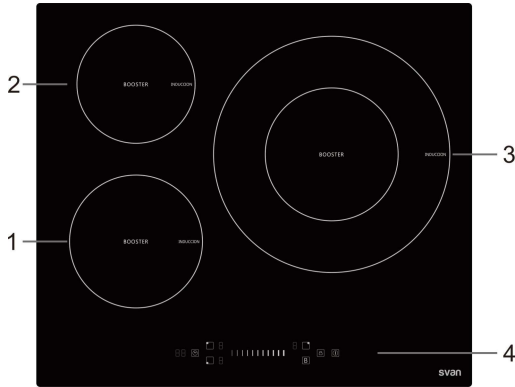 2
BOOSTER
INDUCCION
BOOSTER
INDUCCION
3
1
BOOSTER
INDUCCION
B
4
svan